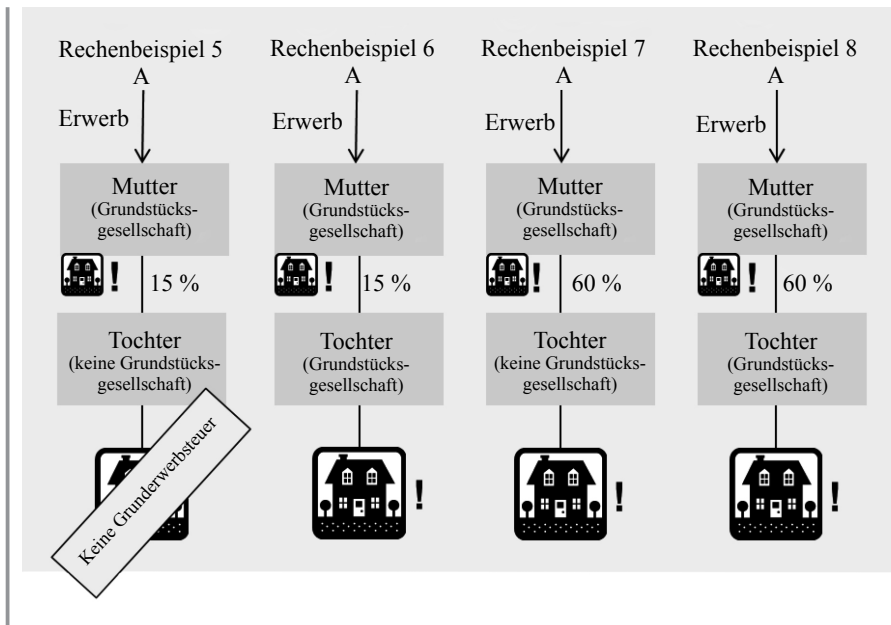 Rechenbeispiel 5
A
Erwerb
Mutter
(Grundstücks-
gesellschaft)
!
15 %
Tochter
(keine Grundstücks-
gesellschaft)
Keine Grunderwerbsteuer
Rechenbeispiel 6
A
Erwerb
Mutter
(Grundstücks-
gesellschaft)
!
15 %
Tochter
(Grundstücks-
gesellschaft)
!
Rechenbeispiel 7
A
Erwerb
Mutter
(Grundstücks-
gesellschaft)
!
60 %
Tochter
(keine Grundstücks-
gesellschaft)
!
Rechenbeispiel 8
A
Erwerb
Mutter
(Grundstücks-
gesellschaft)
!
60 %
Tochter
(Grundstücks-
gesellschaft)
!